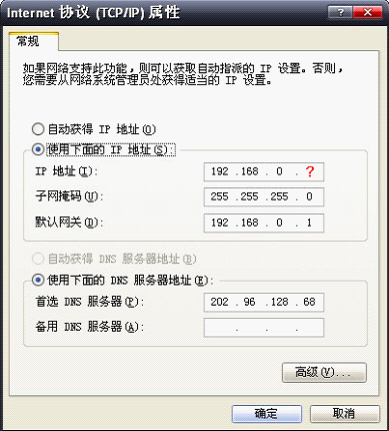 Internet 协议 (TCP/IP) 属性
常规
如果网络支持此功能，则可以获取自动指派的 IP 设置。否则，
您需要从网络系统管理员处获得适当的 IP 设置。
自动获得 IP 地址(O)
使用下面的 IP 地址(S):
IP 地址(I): 192 .168 . 0 . ?
子网掩码(U): 255 .255 .255 . 0
默认网关(D): 192 .168 . 0 . 1
自动获得 DNS 服务器地址(B)
使用下面的 DNS 服务器地址(E):
首选 DNS 服务器(P): 202 . 96 .128 . 68
备用 DNS 服务器(A): . . .
高级(V)...
确定 取消